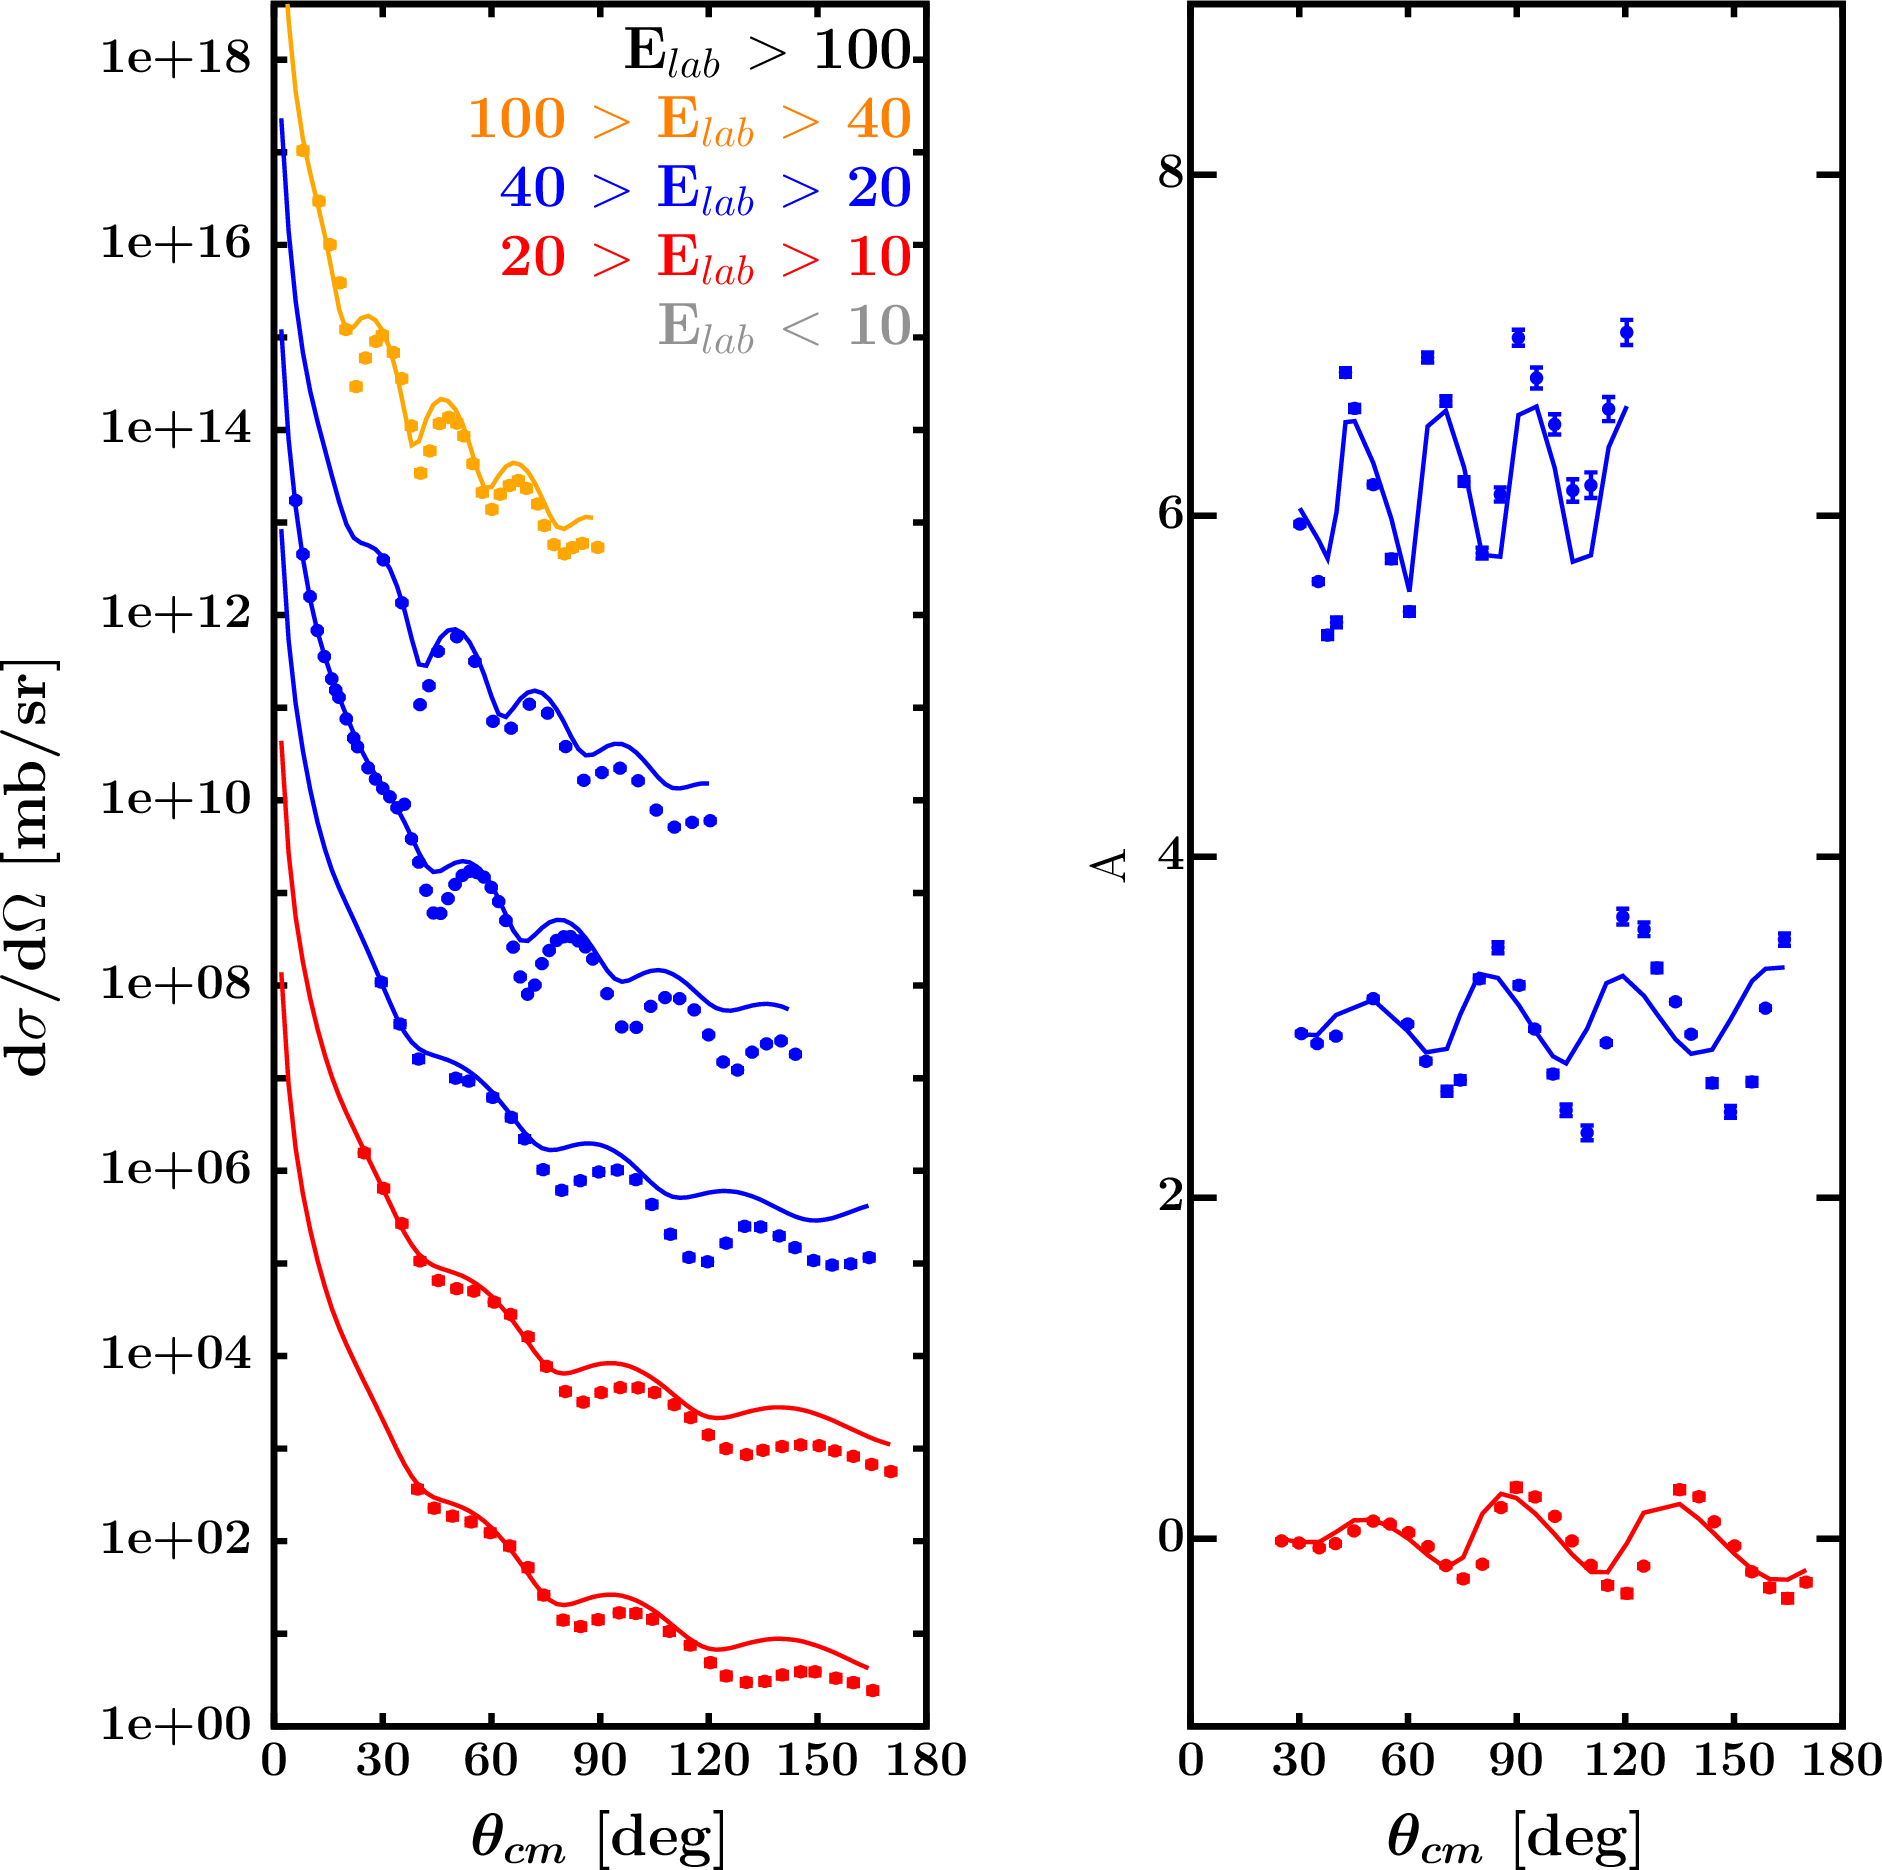 E_lab > 100
100 > E_lab > 40
40 > E_lab > 20
20 > E_lab > 10
E_lab < 10
1e+18
1e+16
1e+14
1e+12
1e+10
1e+08
1e+06
1e+04
1e+02
1e+00
dσ/dΩ [mb/sr]
0 30 60 90 120 150 180
θ_cm [deg]
8
6
4
2
0
A
0 30 60 90 120 150 180
θ_cm [deg]